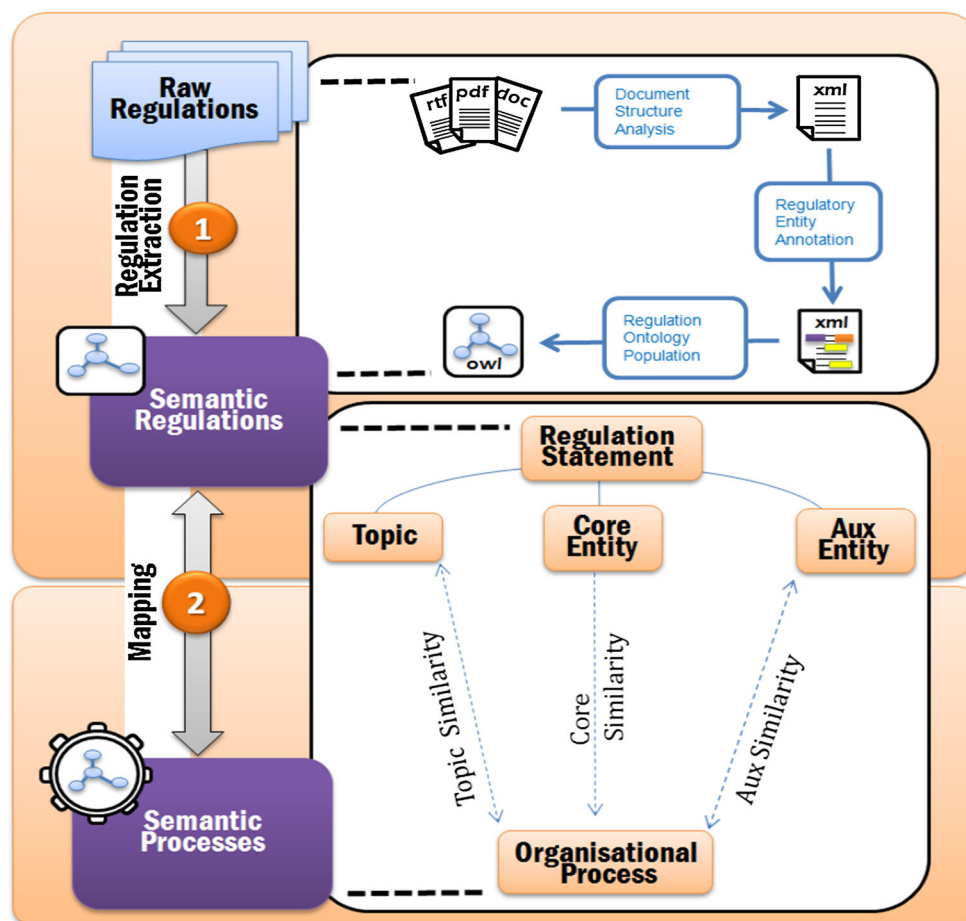 Raw
Regulations
rtf
pdf
doc
Document
Structure
Analysis
xml
Regulatory
Entity
Annotation
xml
Regulation
Ontology
Population
owl
Regulation
Extraction
1
Semantic
Regulations
Regulation
Statement
Topic
Core
Entity
Aux
Entity
Mapping
2
Topic Similarity
Core
Similarity
Aux Similarity
Semantic
Processes
Organisational
Process